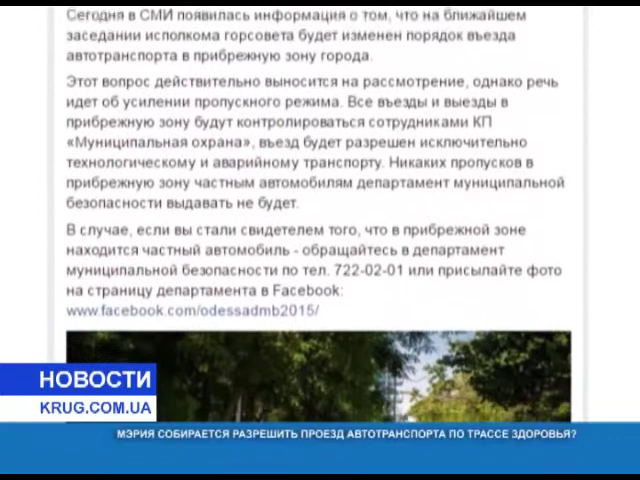 Сегодня в СМИ появилась информация о том, что на ближайшем
заседании исполкома горсовета будет изменен порядок въезда
автотранспорта в прибрежную зону города.
Этот вопрос действительно выносится на рассмотрение, однако речь
идет об усилении пропускного режима. Все въезды и выезды в
прибрежную зону будут контролироваться сотрудниками КП
«Муниципальная охрана», въезд будет разрешен исключительно
технологическому и аварийному транспорту. Никаких пропусков в
прибрежную зону частным автомобилям департамент муниципальной
безопасности выдавать не будет.
В случае, если вы стали свидетелем того, что в прибрежной зоне
находится частный автомобиль - обращайтесь в департамент
муниципальной безопасности по тел. 722-02-01 или присылайте фото
на страницу департамента в Facebook:
www.facebook.com/odessadmb2015/
НОВОСТИ
KRUG.COM.UA
МЭРИЯ СОБИРАЕТСЯ РАЗРЕШИТЬ ПРОЕЗД АВТОТРАНСПОРТА ПО ТРАССЕ ЗДОРОВЬЯ?